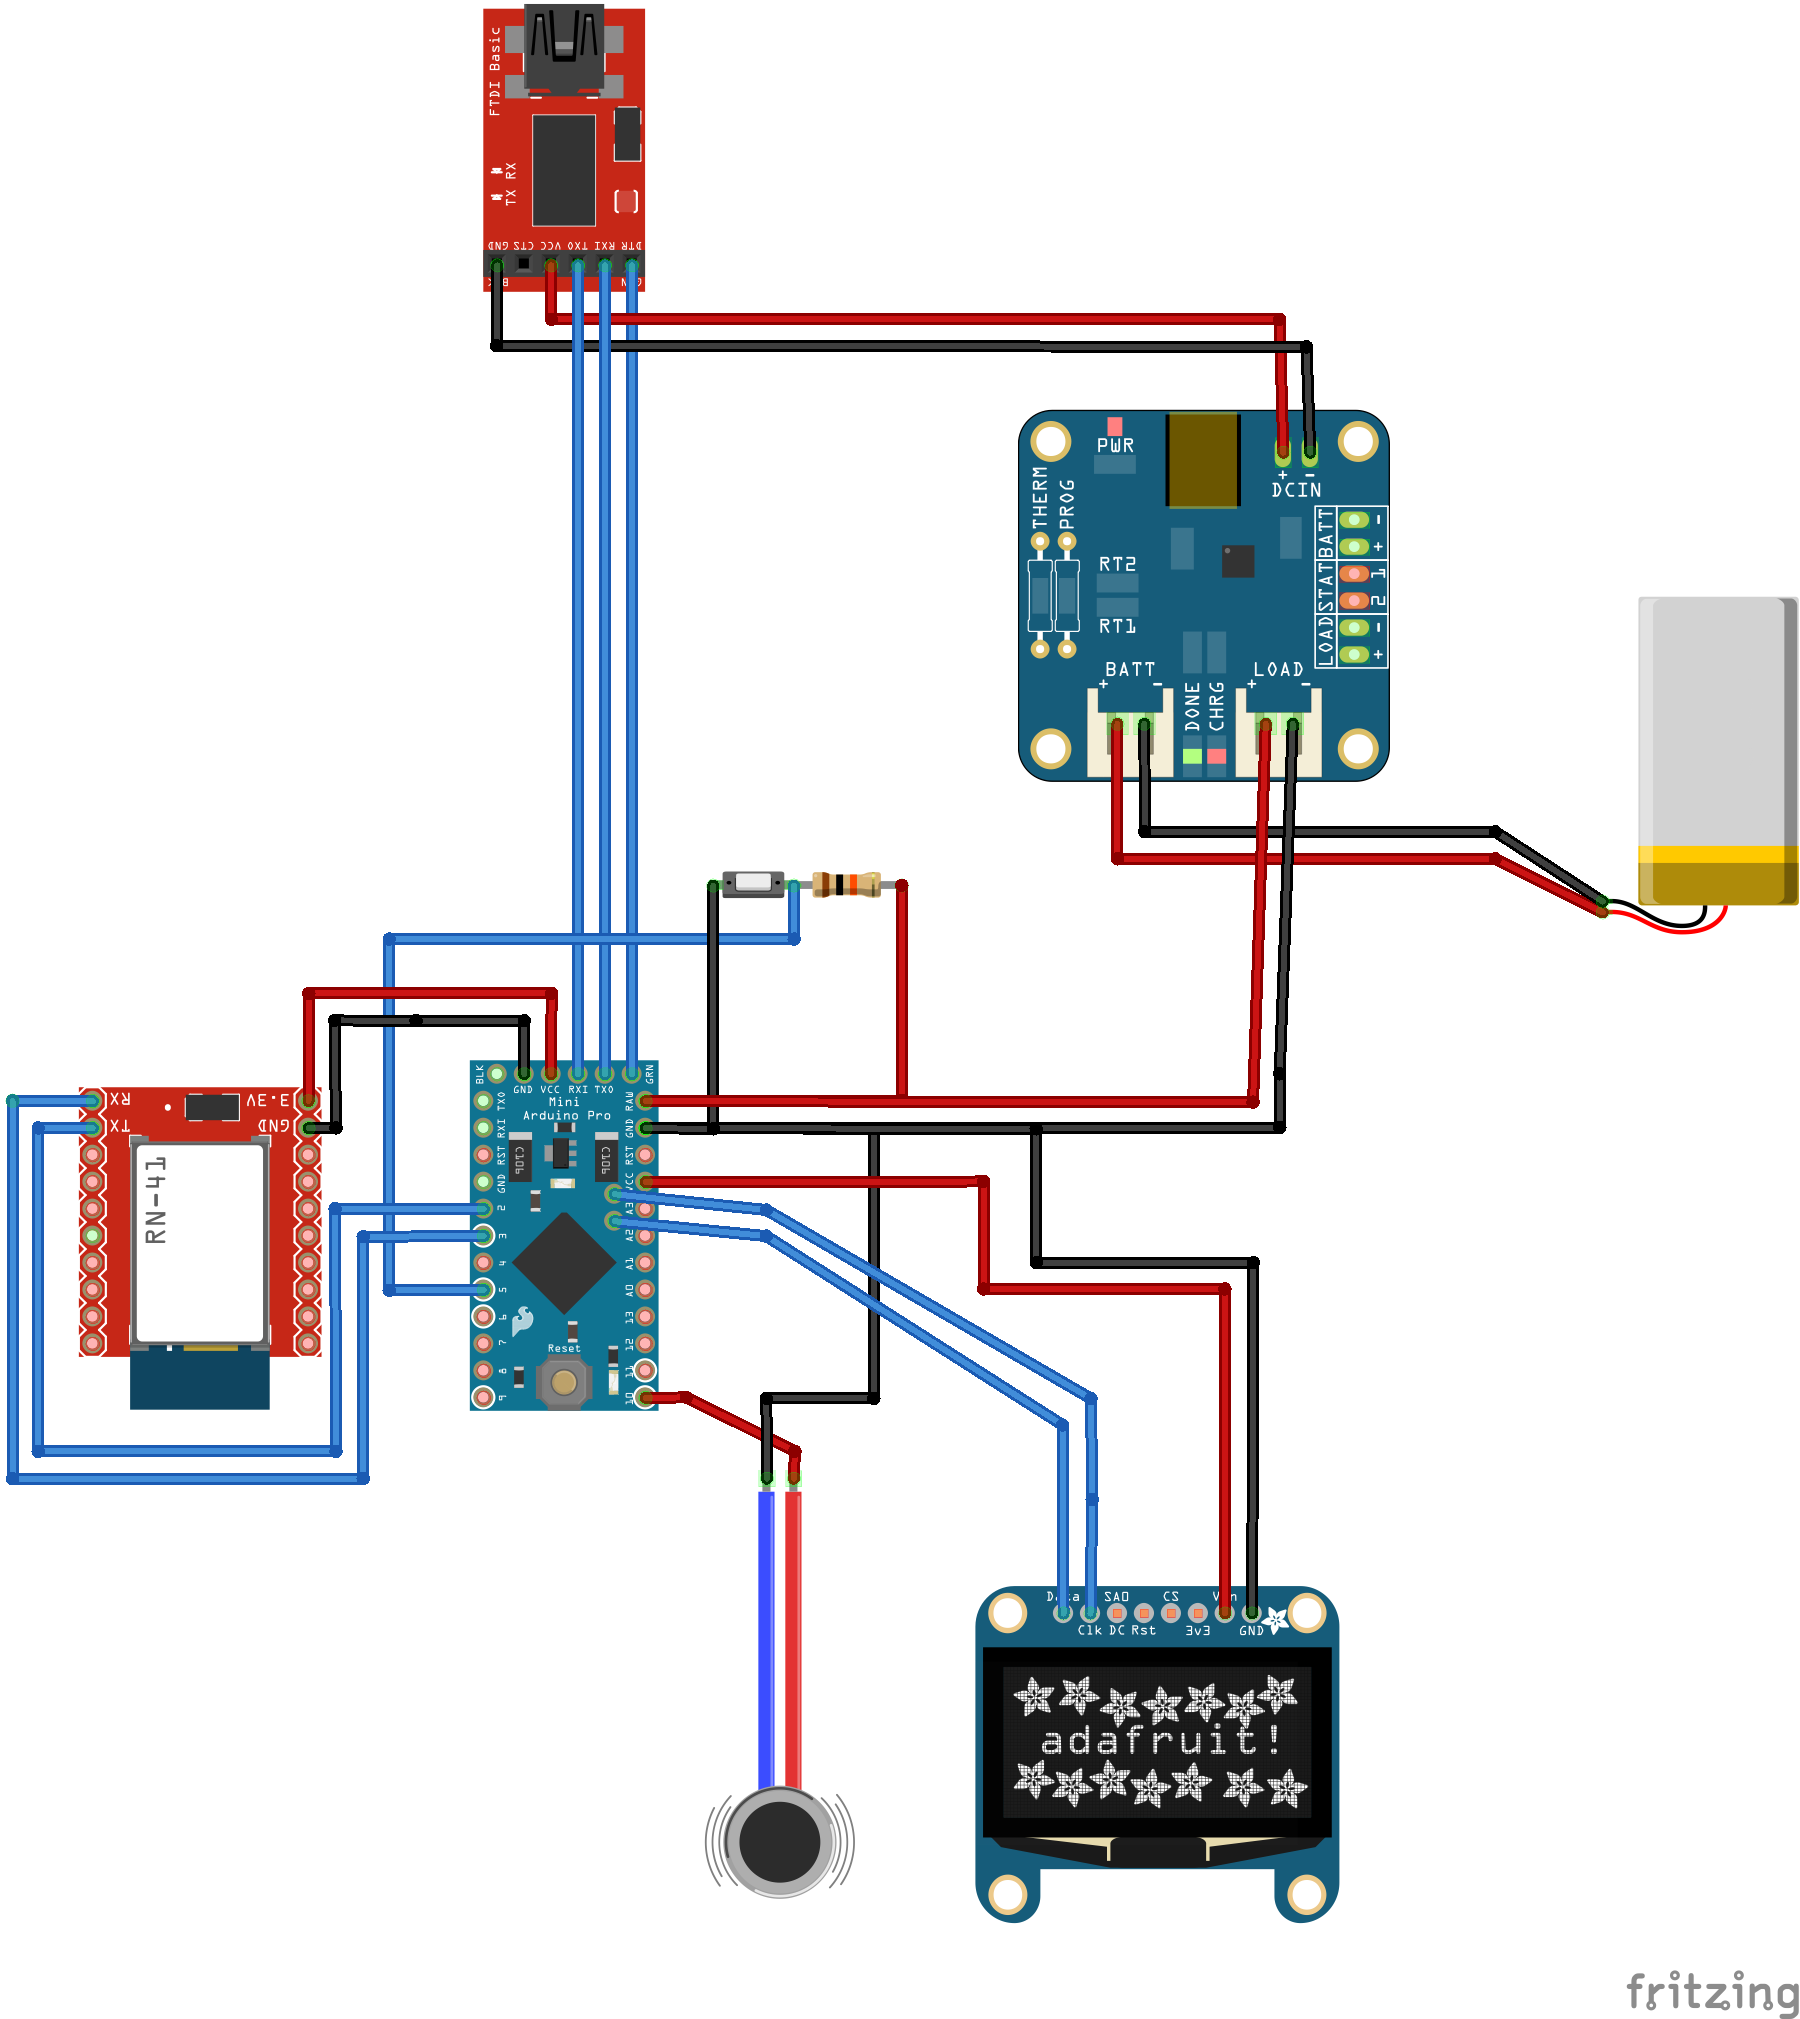 FTDI Basic
TX RX
GND CTS VCC TXO RXI DTR
PWR
+ -
DCIN
THERM
PROG
BATT - +
STAT 1 2
LOAD - +
RT2
RT1
BATT
+ -
LOAD
+ -
DONE
CHRG
BLK GND VCC RXI TXO GRN
Mini
Arduino Pro
TXO
RXI
RST
GND
2
3
4
5
6
7
8
9
RAW
GND
RST
VCC
A3
A2
A1
A0
13
12
11
10
C106
C106
Reset
RX
TX
3.3V
GND
RN-41
Data SAO CS Vin
Clk DC Rst 3v3 GND
adafruit!
fritzing